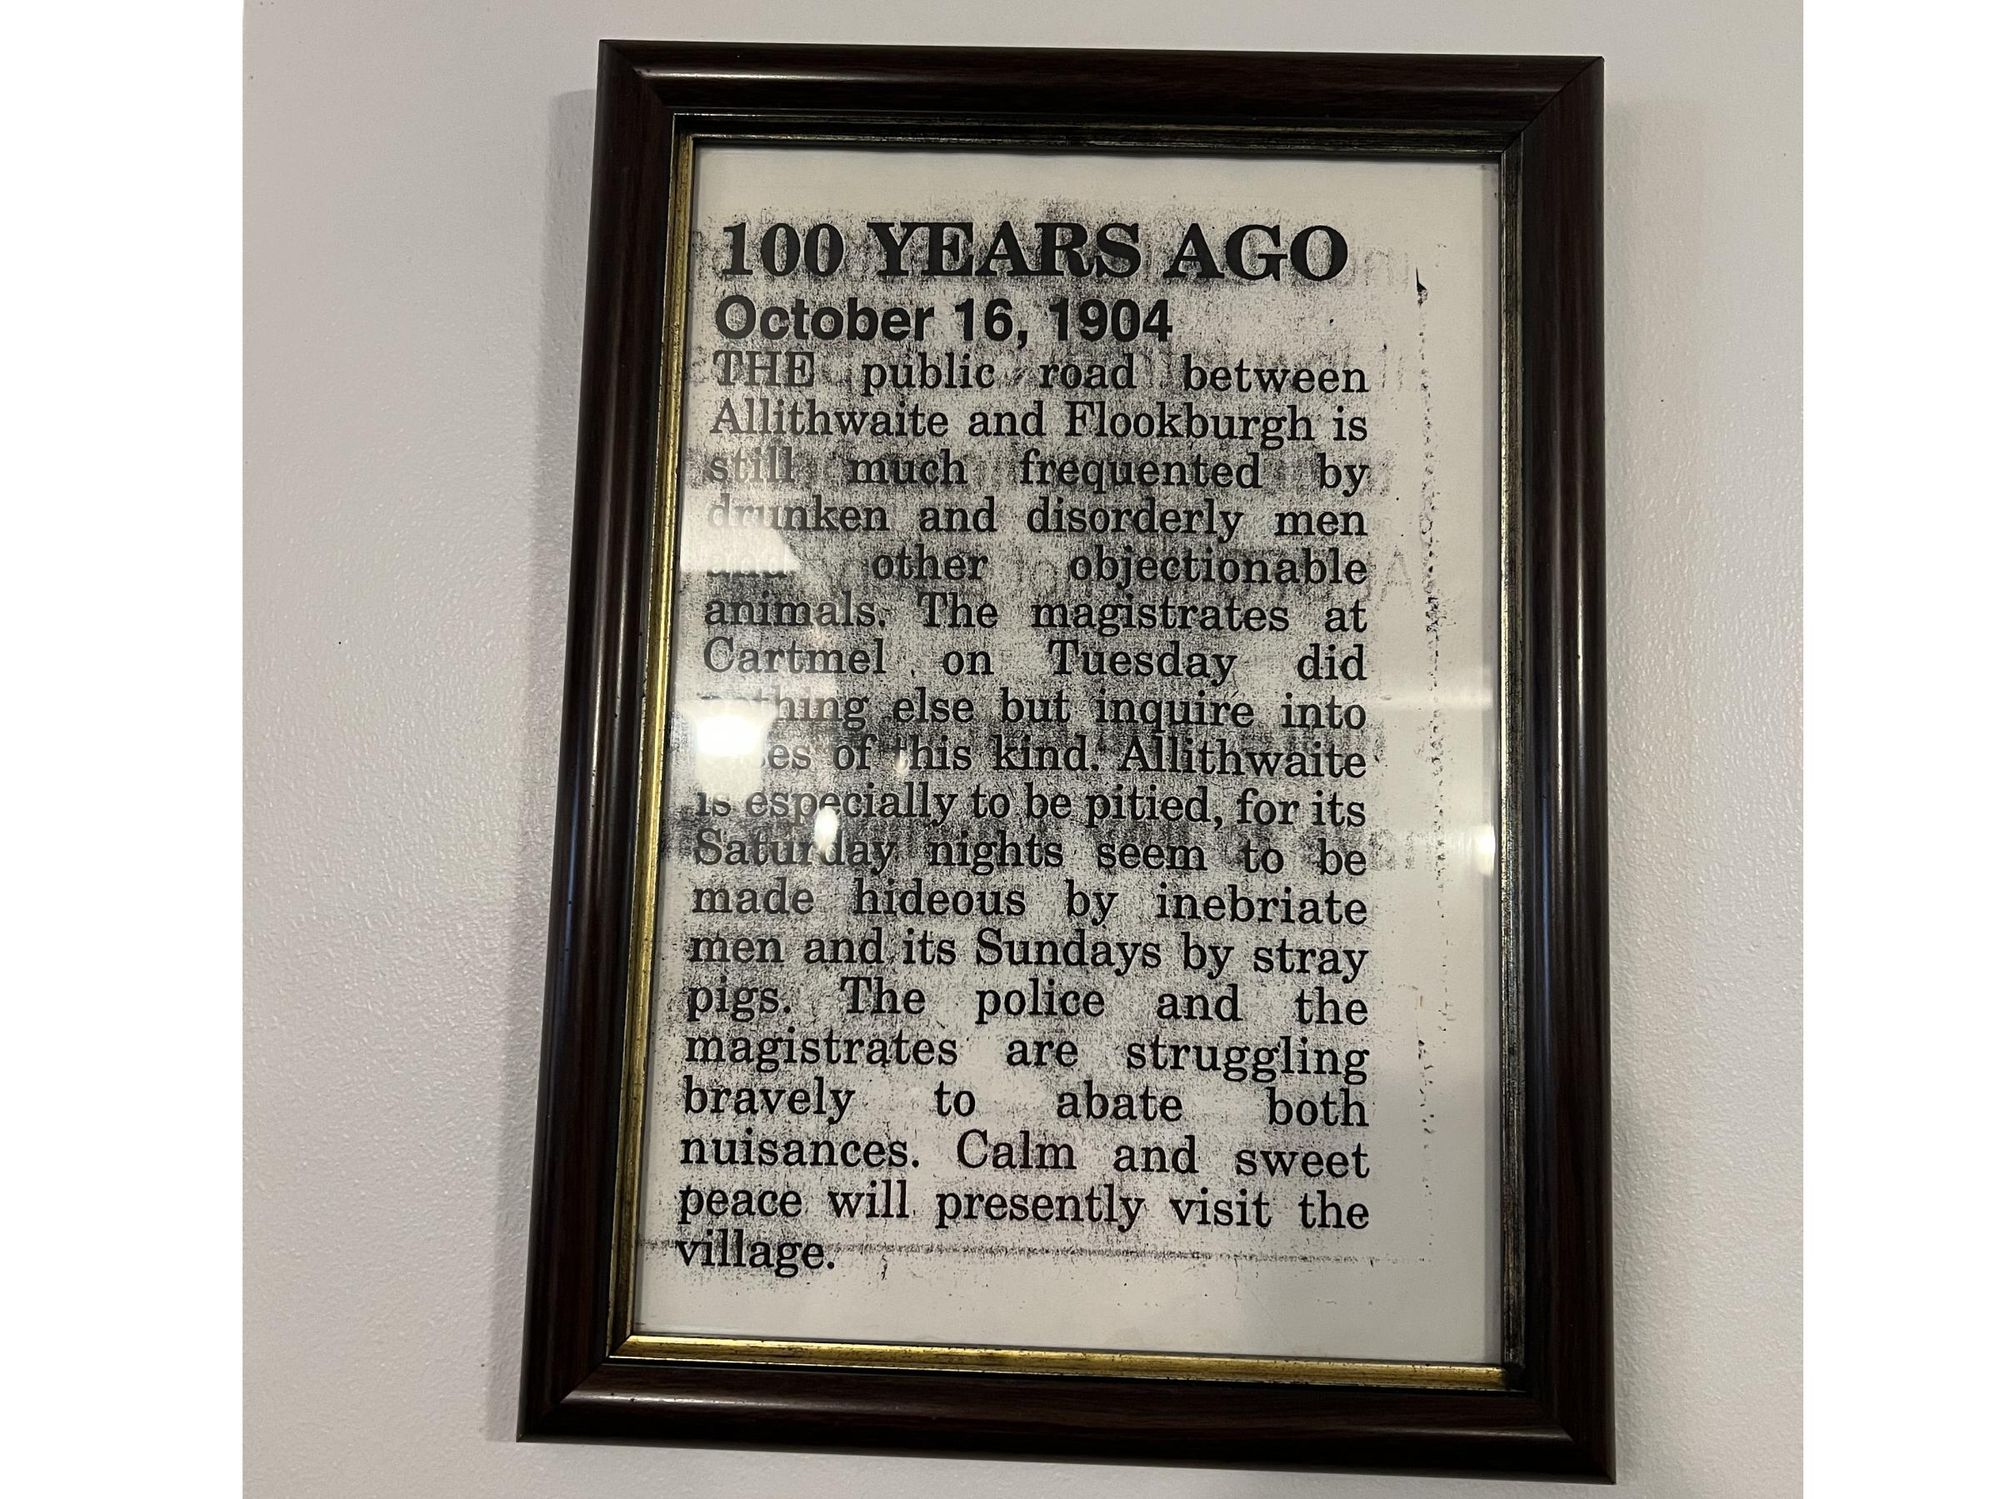 100 YEARS AGO
October 16, 1904
THE public road between
Allithwaite and Flookburgh is
still much frequented by
drunken and disorderly men
and other objectionable
animals. The magistrates at
Cartmel on Tuesday did
nothing else but inquire into
of this kind. Allithwaite
is especially to be pitied, for its
Saturday nights seem to be
made hideous by inebriate
men and its Sundays by stray
pigs. The police and the
magistrates are struggling
bravely to abate both
nuisances. Calm and sweet
peace will presently visit the
village.